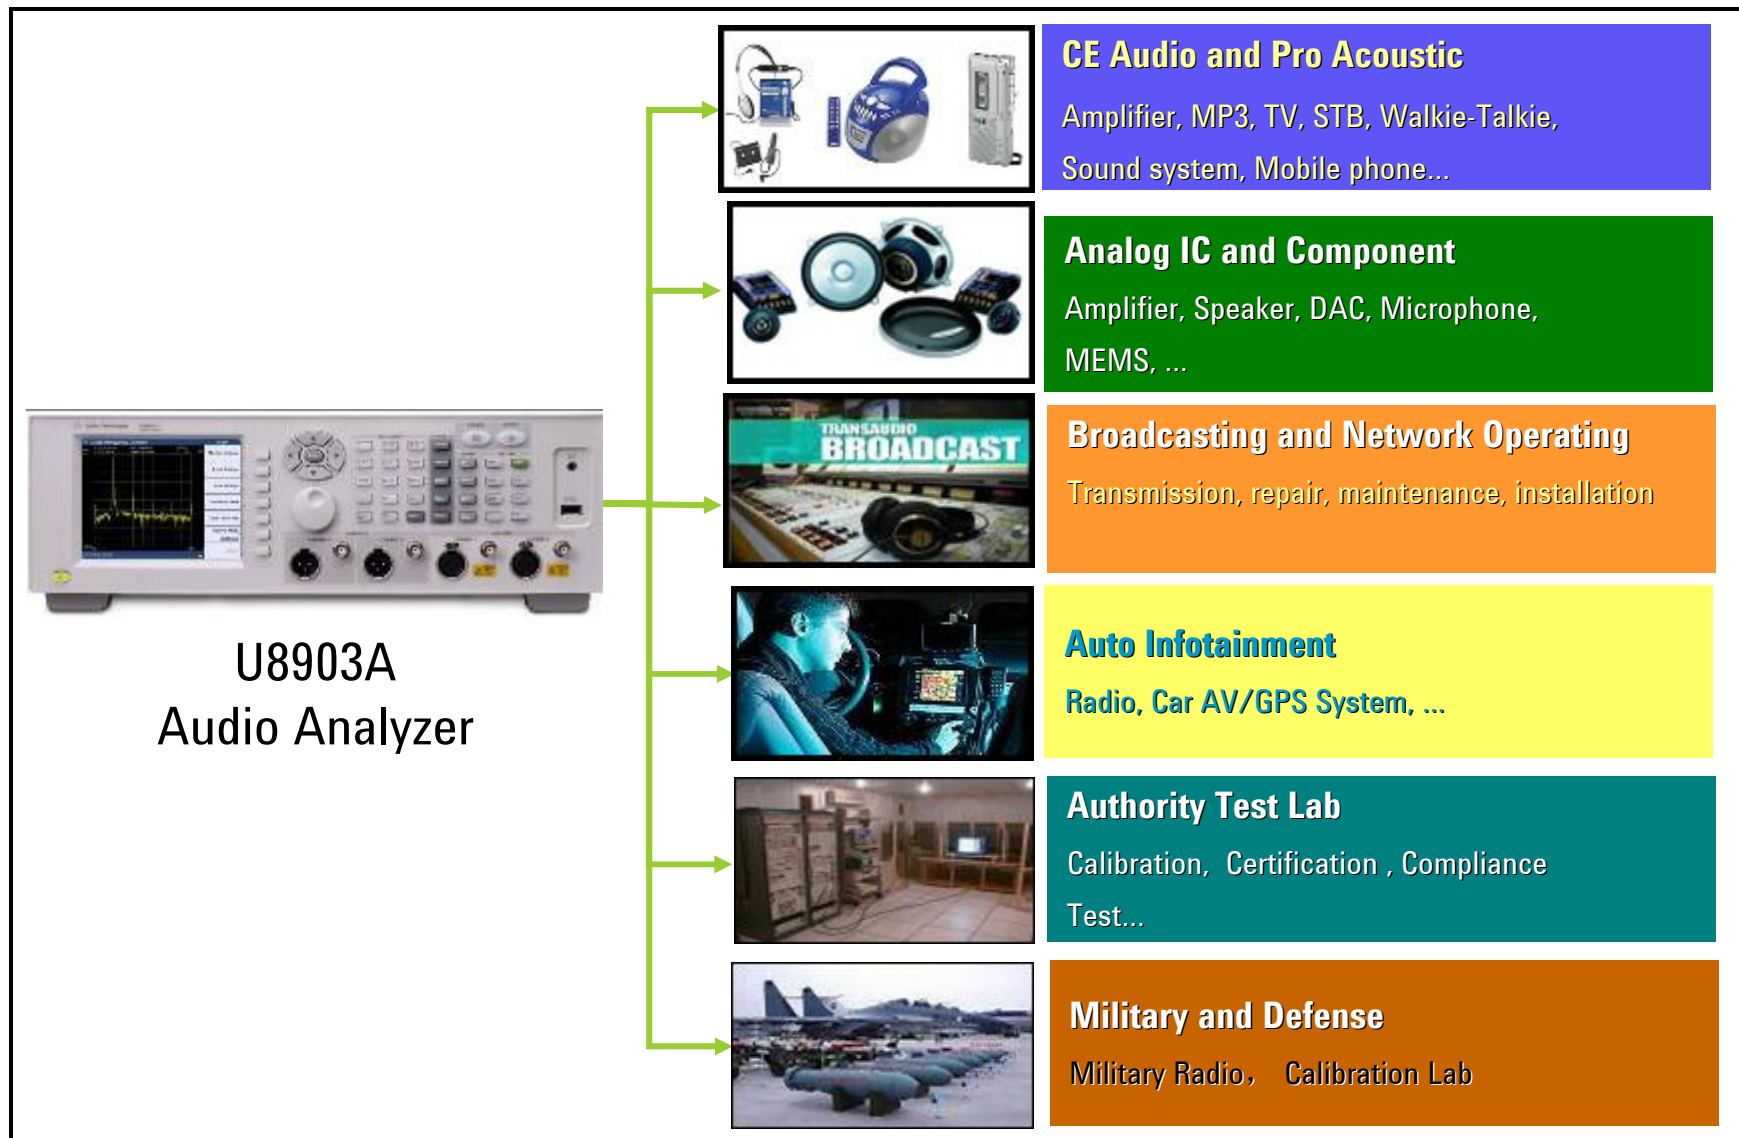 CE Audio and Pro Acoustic
Amplifier, MP3, TV, STB, Walkie-Talkie,
Sound system, Mobile phone...
Analog IC and Component
Amplifier, Speaker, DAC, Microphone,
MEMS, ...
TRANSAUDIO
BROADCAST
Broadcasting and Network Operating
Transmission, repair, maintenance, installation
U8903A
Audio Analyzer
Auto Infotainment
Radio, Car AV/GPS System, ...
Authority Test Lab
Calibration,  Certification , Compliance
Test...
Military and Defense
Military Radio，  Calibration Lab